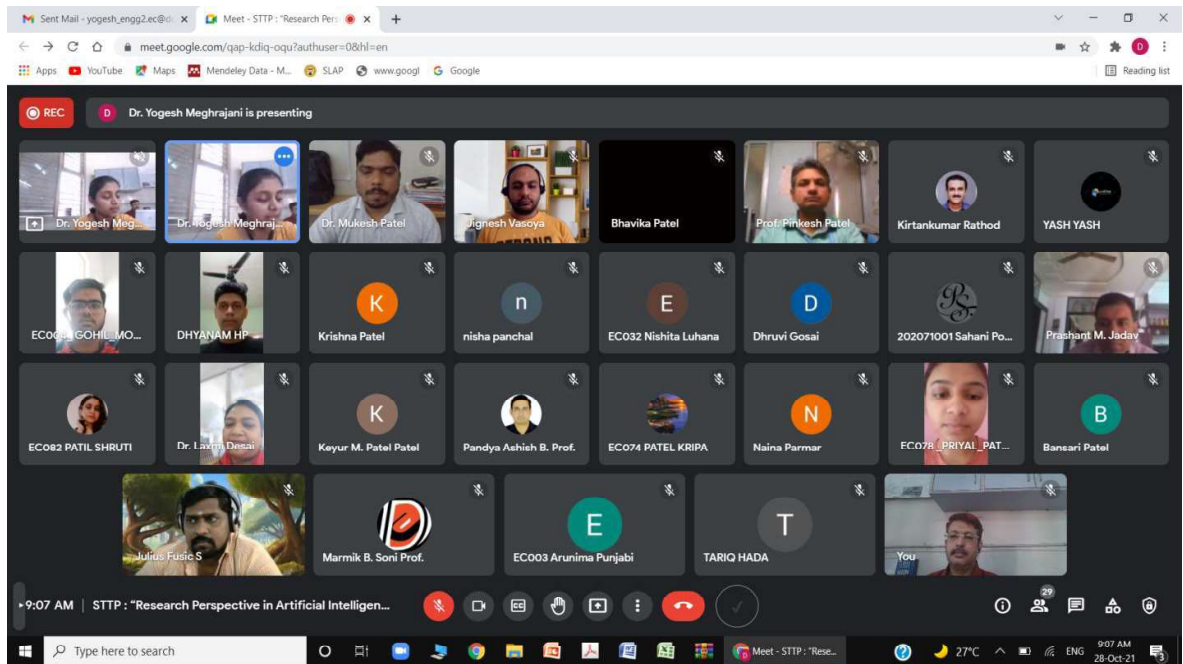 Sent Mail - yogesh_engg2.ec@d
Meet - STTP : "Research Pers
meet.google.com/qap-kdiq-oqu?authuser=0&hl=en
D
Apps YouTube Maps Mendeley Data - M... SLAP www.googl Google Reading list
REC D Dr. Yogesh Meghrajani is presenting
Dr. Yogesh Meg...
Dr. Yogesh Meghraj...
Dr. Mukesh Patel
Jignesh Vasoya
Bhavika Patel
Prof. Pinkesh Patel
Kirtankumar Rathod
YASH YASH
DHYANAM HP
K
Krishna Patel
n
nisha panchal
E
EC032 Nishita Luhana
D
Dhruvi Gosai
202071001 Sahani Po...
Prashant M. Jadav
EC082 PATIL SHRUTI
Dr. Laxmi Desai
K
Keyur M. Patel Patel
Pandya Ashish B. Prof.
EC074 PATEL KRIPA
N
Naina Parmar
EC078_PRIYAL_PAT...
B
Bansari Patel
Julius Fusic S
Marmik B. Soni Prof.
E
EC003 Arunima Punjabi
T
TARIQ HADA
You
9:07 AM | STTP : "Research Perspective in Artificial Intelligen...
29
Type here to search
Meet - STTP : "Rese...
27°C ENG 9:07 AM
28-Oct-21
3